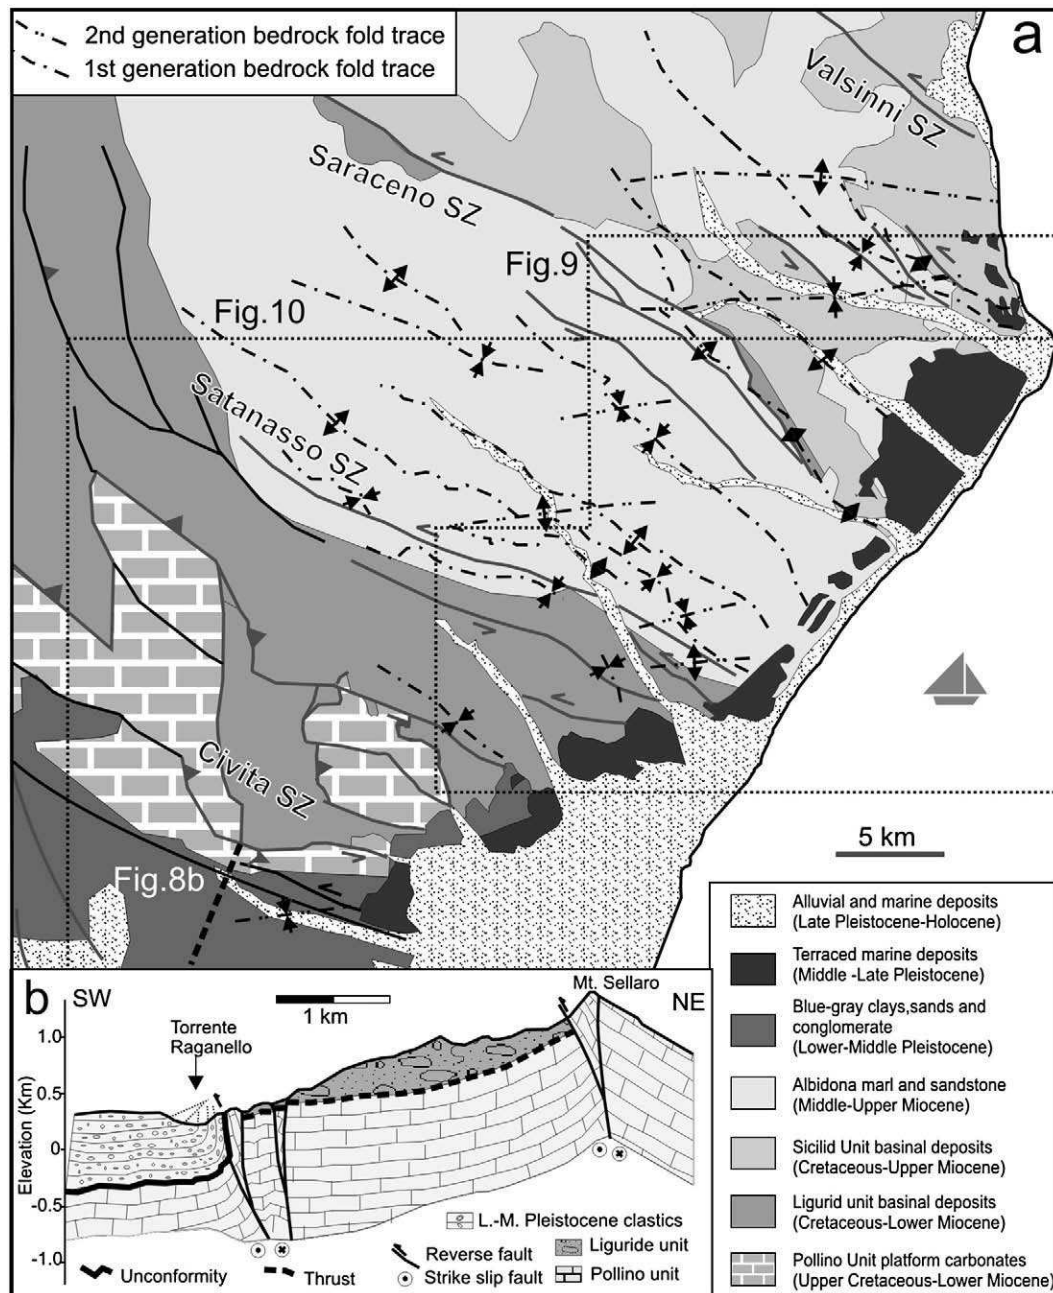 2nd generation bedrock fold trace
1st generation bedrock fold trace
a
Valsinni SZ
Saraceno SZ
Fig.9
Fig.10
Satanasso SZ
Civita SZ
Fig.8b
5 km
Alluvial and marine deposits
(Late Pleistocene-Holocene)
Terraced marine deposits
(Middle -Late Pleistocene)
Blue-gray clays,sands and
conglomerate
(Lower-Middle Pleistocene)
Albidona marl and sandstone
(Middle-Upper Miocene)
Sicilid Unit basinal deposits
(Cretaceous-Upper Miocene)
Ligurid unit basinal deposits
(Cretaceous-Lower Miocene)
Pollino Unit platform carbonates
(Upper Cretaceous-Lower Miocene)
b
SW
NE
1 km
Mt. Sellaro
Torrente
Raganello
Elevation (Km)
1.0
0.5
0
-0.5
-1.0
L.-M. Pleistocene clastics
Reverse fault
Liguride unit
Strike slip fault
Pollino unit
Unconformity
Thrust